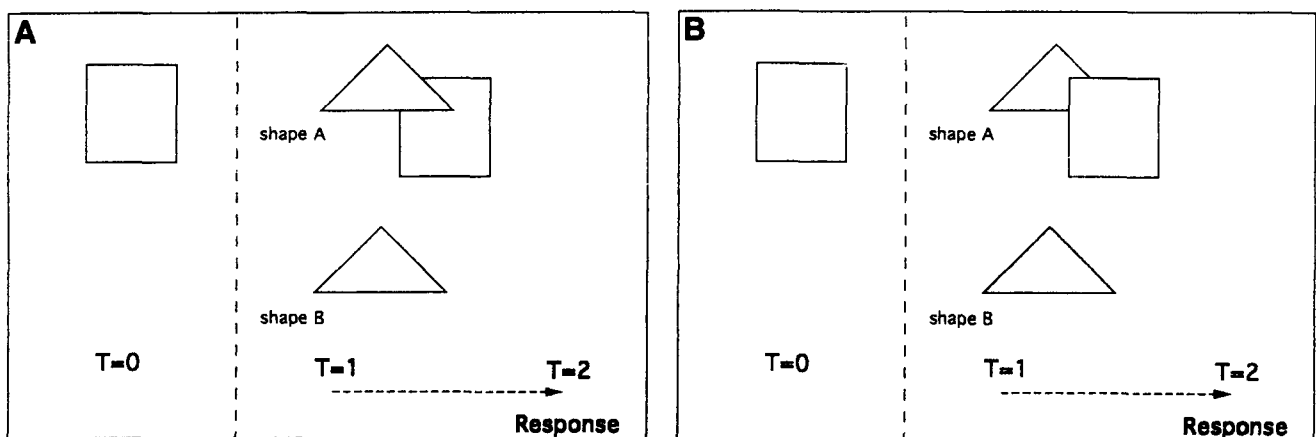 A
shape A
shape B
T=0
T=1
T=2
Response
B
shape A
shape B
T=0
T=1
T=2
Response